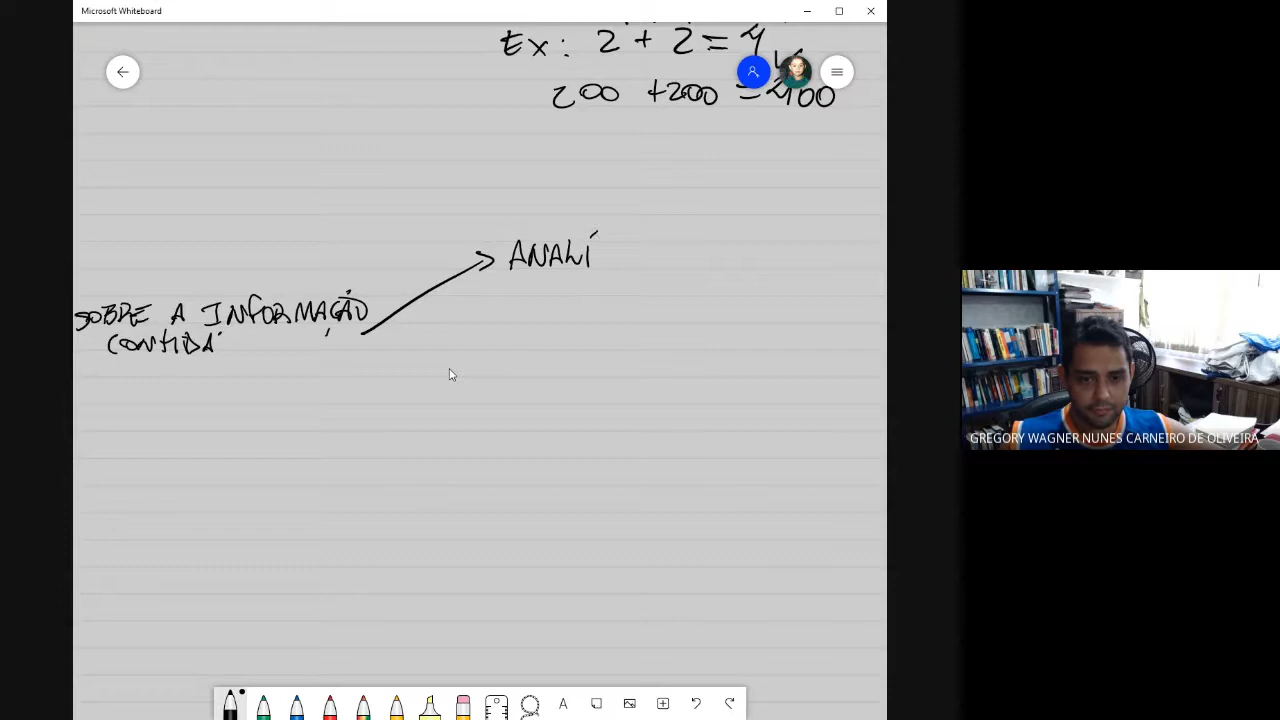 Microsoft Whiteboard
Ex: 2 + 2 = 4
200 +200 = 400
ANALÍ
SOBRE A INFORMAÇÃO
CONTIDA
GREGORY WAGNER NUNES CARNEIRO DE OLIVEIRA